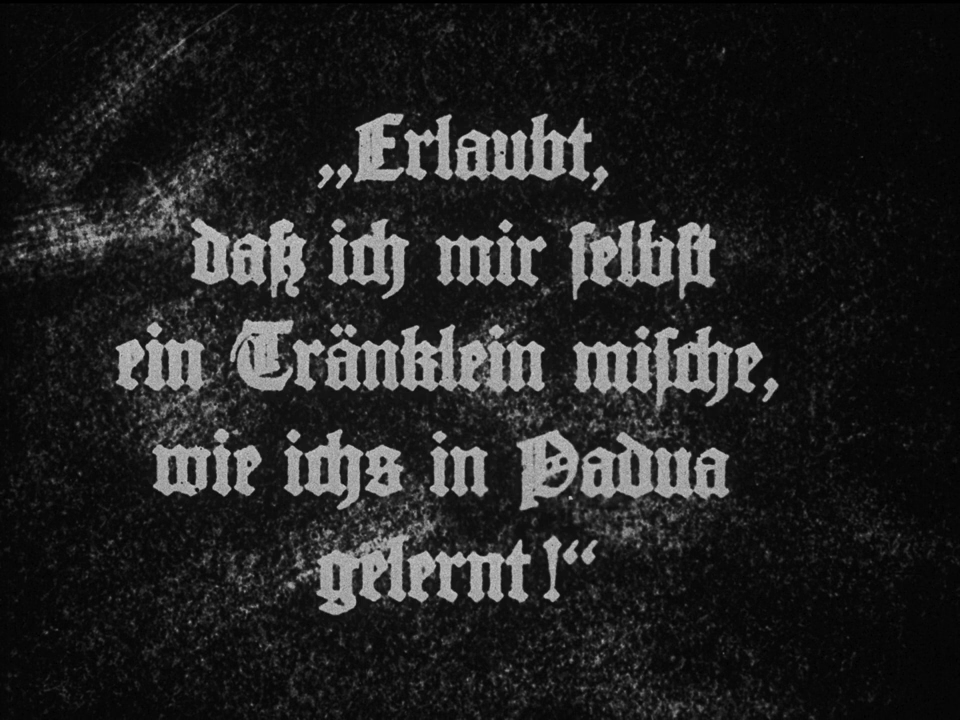 „Erlaubt,
daß ich mir ſelbſt
ein Tränklein miſche,
wie ichs in Padua
gelernt!“